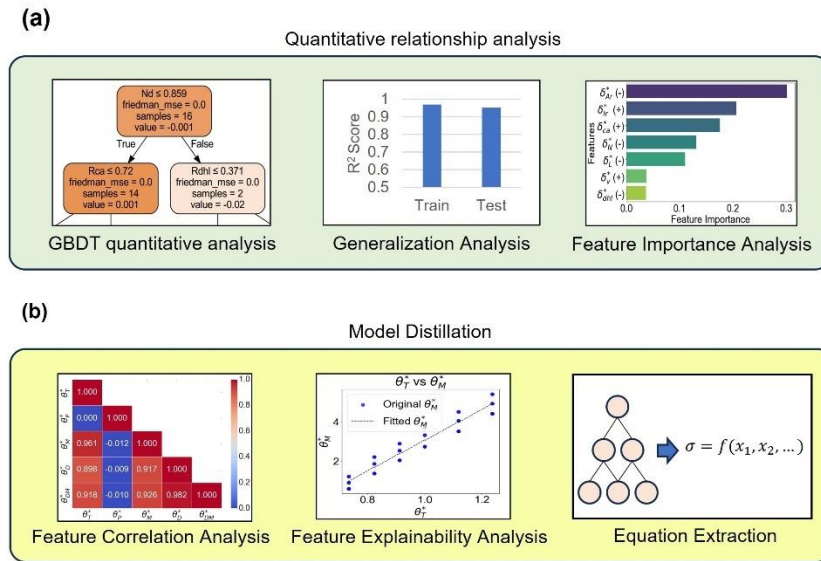 (a)
Quantitative relationship analysis
Nd ≤ 0.859
friedman_mse = 0.0
samples = 16
value = -0.001
True
False
Rca ≤ 0.72
friedman_mse = 0.0
samples = 14
value = 0.001
Rdhl ≤ 0.371
friedman_mse = 0.0
samples = 2
value = -0.02
GBDT quantitative analysis
R² Score
1
0.9
0.8
0.7
0.6
0.5
Train Test
Generalization Analysis
Features
δ*Ar (-)
δ*lr (+)
δ*ca (+)
δ*N (-)
δ*L (-)
δ*v (+)
δ*dhl (-)
0.0 0.1 0.2 0.3
Feature Importance
Feature Importance Analysis
(b)
Model Distillation
θ*T 1.000
θ*P 0.000 1.000
θ*M 0.961 -0.012 1.000
θ*D 0.898 -0.009 0.917 1.000
θ*DM 0.918 -0.010 0.926 0.982 1.000
θ*T θ*P θ*M θ*D θ*DM
1.0
0.8
0.6
0.4
0.2
0.0
Feature Correlation Analysis
θ*T vs θ*M
Original θ*M
Fitted θ*M
θ*M
4
2
0.8 1.0 1.2
θ*T
Feature Explainability Analysis
σ = f(x₁, x₂, …)
Equation Extraction